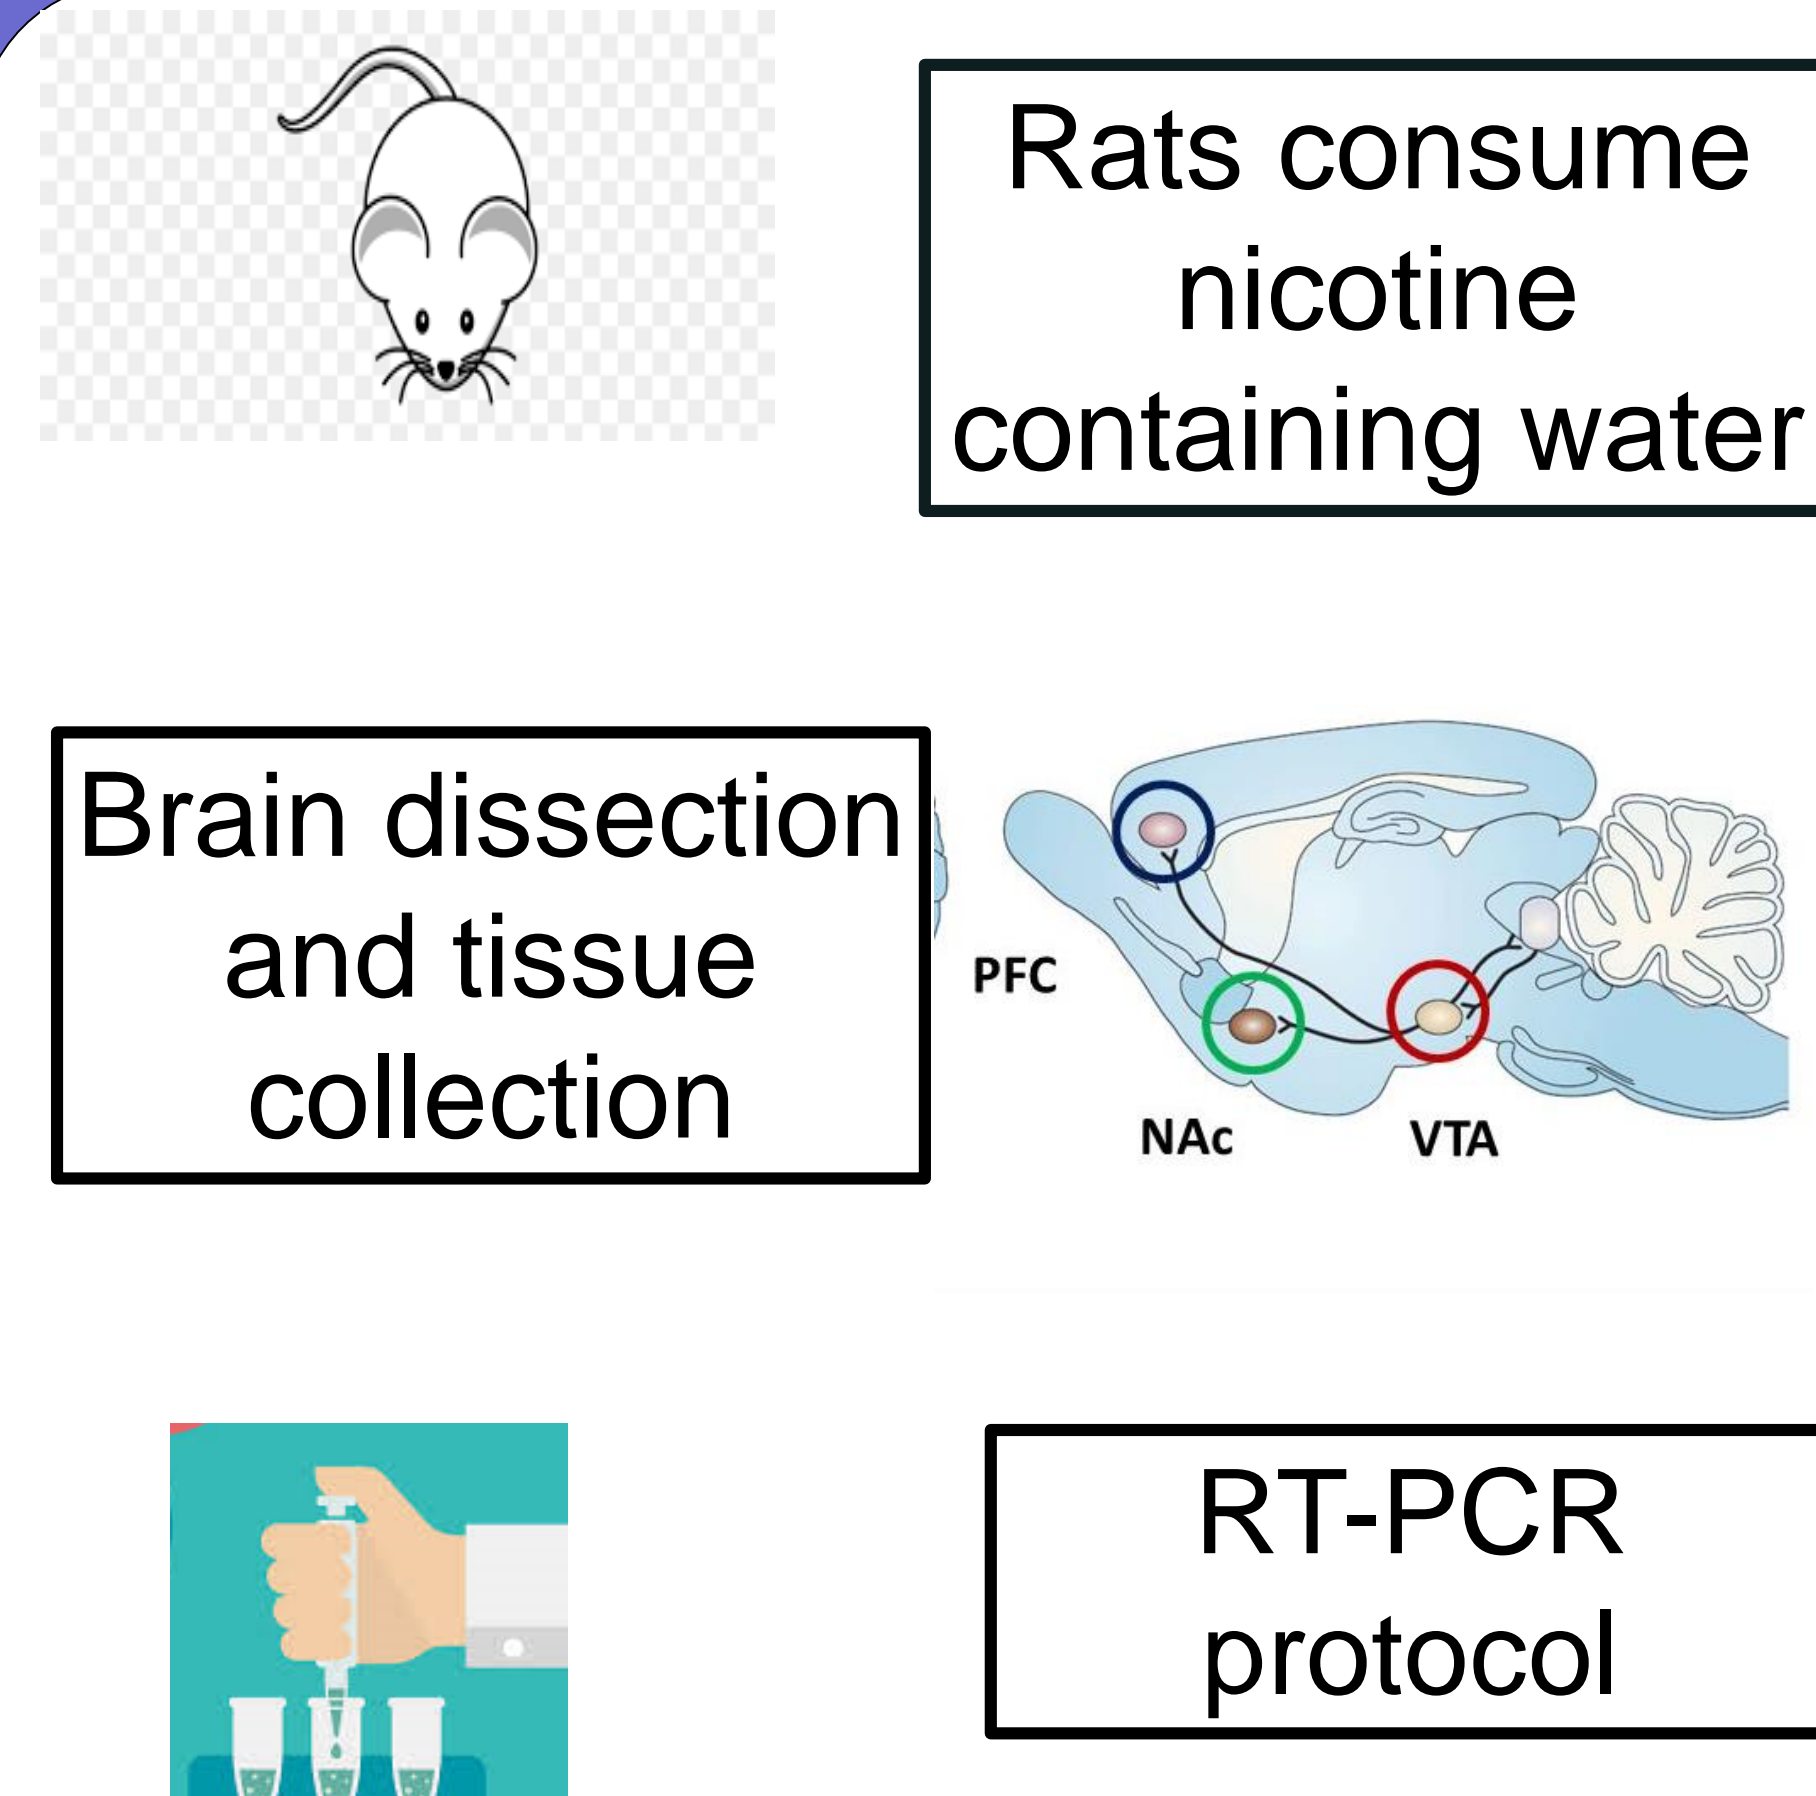 Rats consume
nicotine
containing water
Brain dissection
and tissue
collection
PFC
NAc
VTA
RT-PCR
protocol